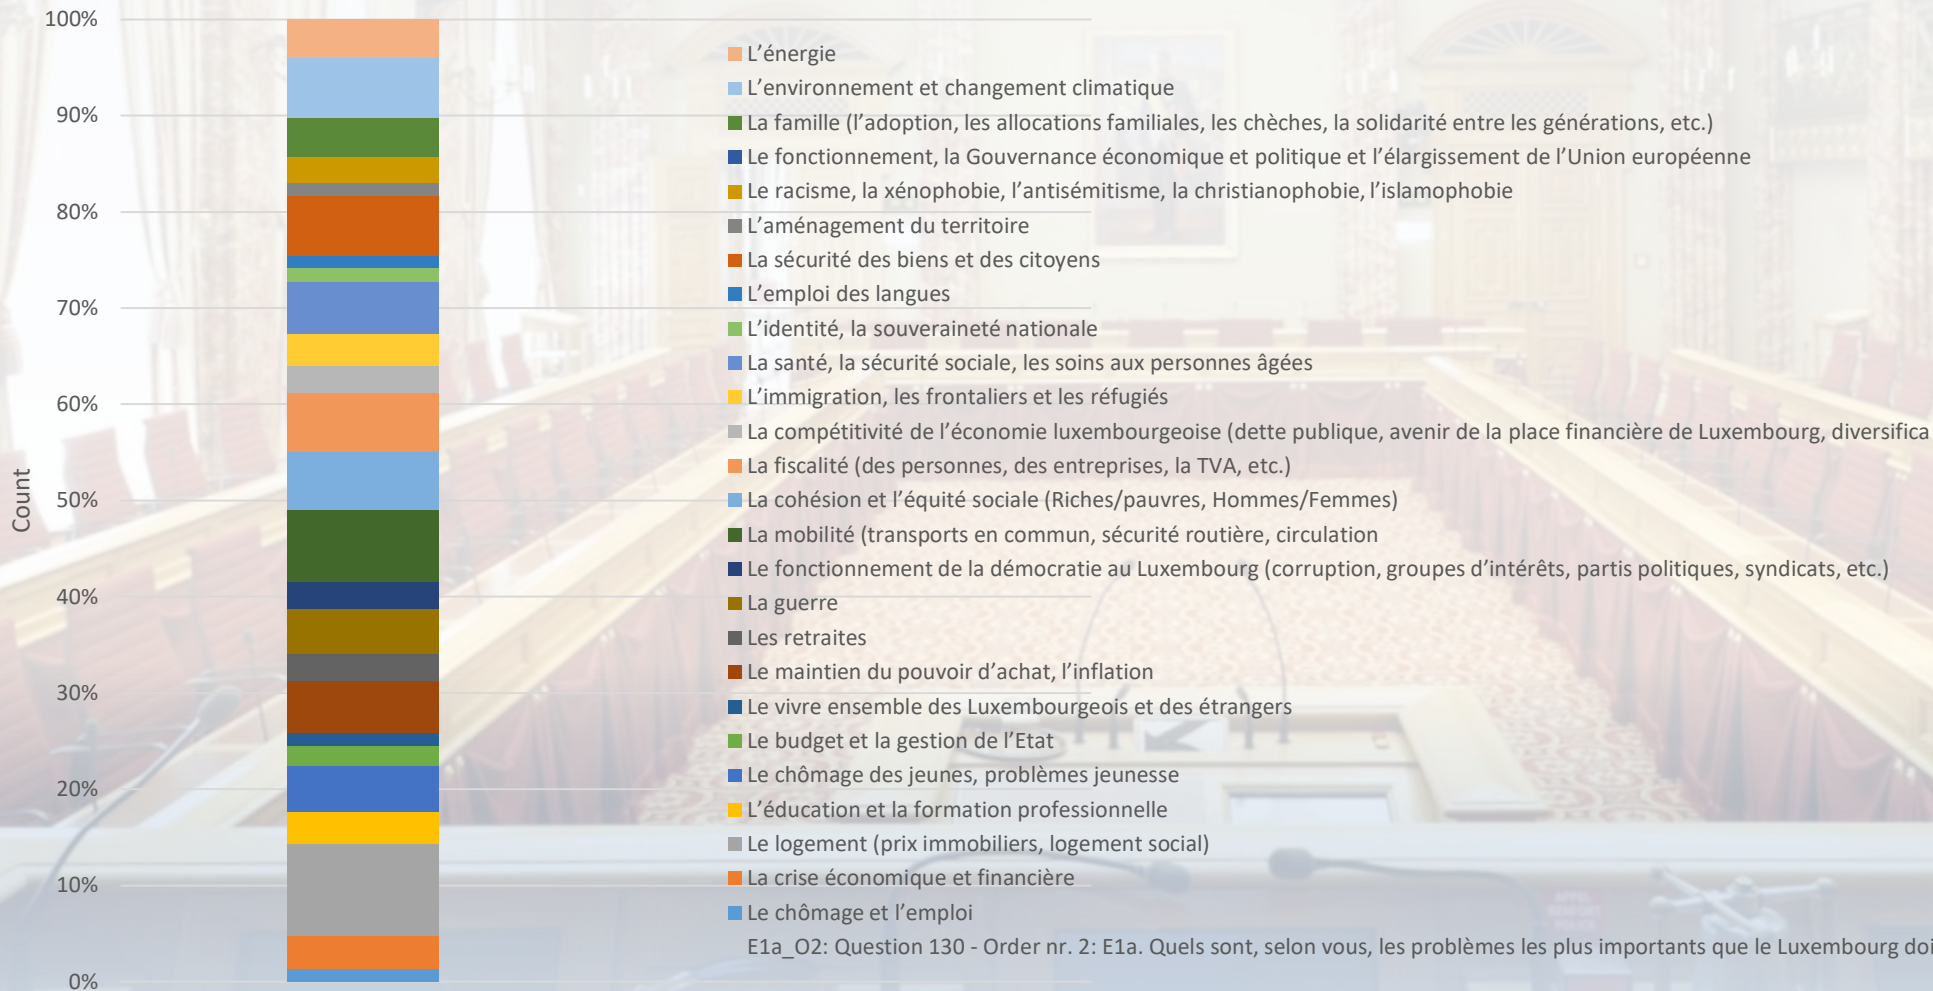 100%
90%
80%
70%
60%
50%
40%
30%
20%
10%
0%
Count
L'énergie
L'environnement et changement climatique
La famille (l'adoption, les allocations familiales, les chèches, la solidarité entre les générations, etc.)
Le fonctionnement, la Gouvernance économique et politique et l'élargissement de l'Union européenne
Le racisme, la xénophobie, l'antisémitisme, la christianophobie, l'islamophobie
L'aménagement du territoire
La sécurité des biens et des citoyens
L'emploi des langues
L'identité, la souveraineté nationale
La santé, la sécurité sociale, les soins aux personnes âgées
L'immigration, les frontaliers et les réfugiés
La compétitivité de l'économie luxembourgeoise (dette publique, avenir de la place financière de Luxembourg, diversifica
La fiscalité (des personnes, des entreprises, la TVA, etc.)
La cohésion et l'équité sociale (Riches/pauvres, Hommes/Femmes)
La mobilité (transports en commun, sécurité routière, circulation
Le fonctionnement de la démocratie au Luxembourg (corruption, groupes d'intérêts, partis politiques, syndicats, etc.)
La guerre
Les retraites
Le maintien du pouvoir d'achat, l'inflation
Le vivre ensemble des Luxembourgeois et des étrangers
Le budget et la gestion de l'Etat
Le chômage des jeunes, problèmes jeunesse
L'éducation et la formation professionnelle
Le logement (prix immobiliers, logement social)
La crise économique et financière
Le chômage et l'emploi
E1a_O2: Question 130 - Order nr. 2: E1a. Quels sont, selon vous, les problèmes les plus importants que le Luxembourg doi